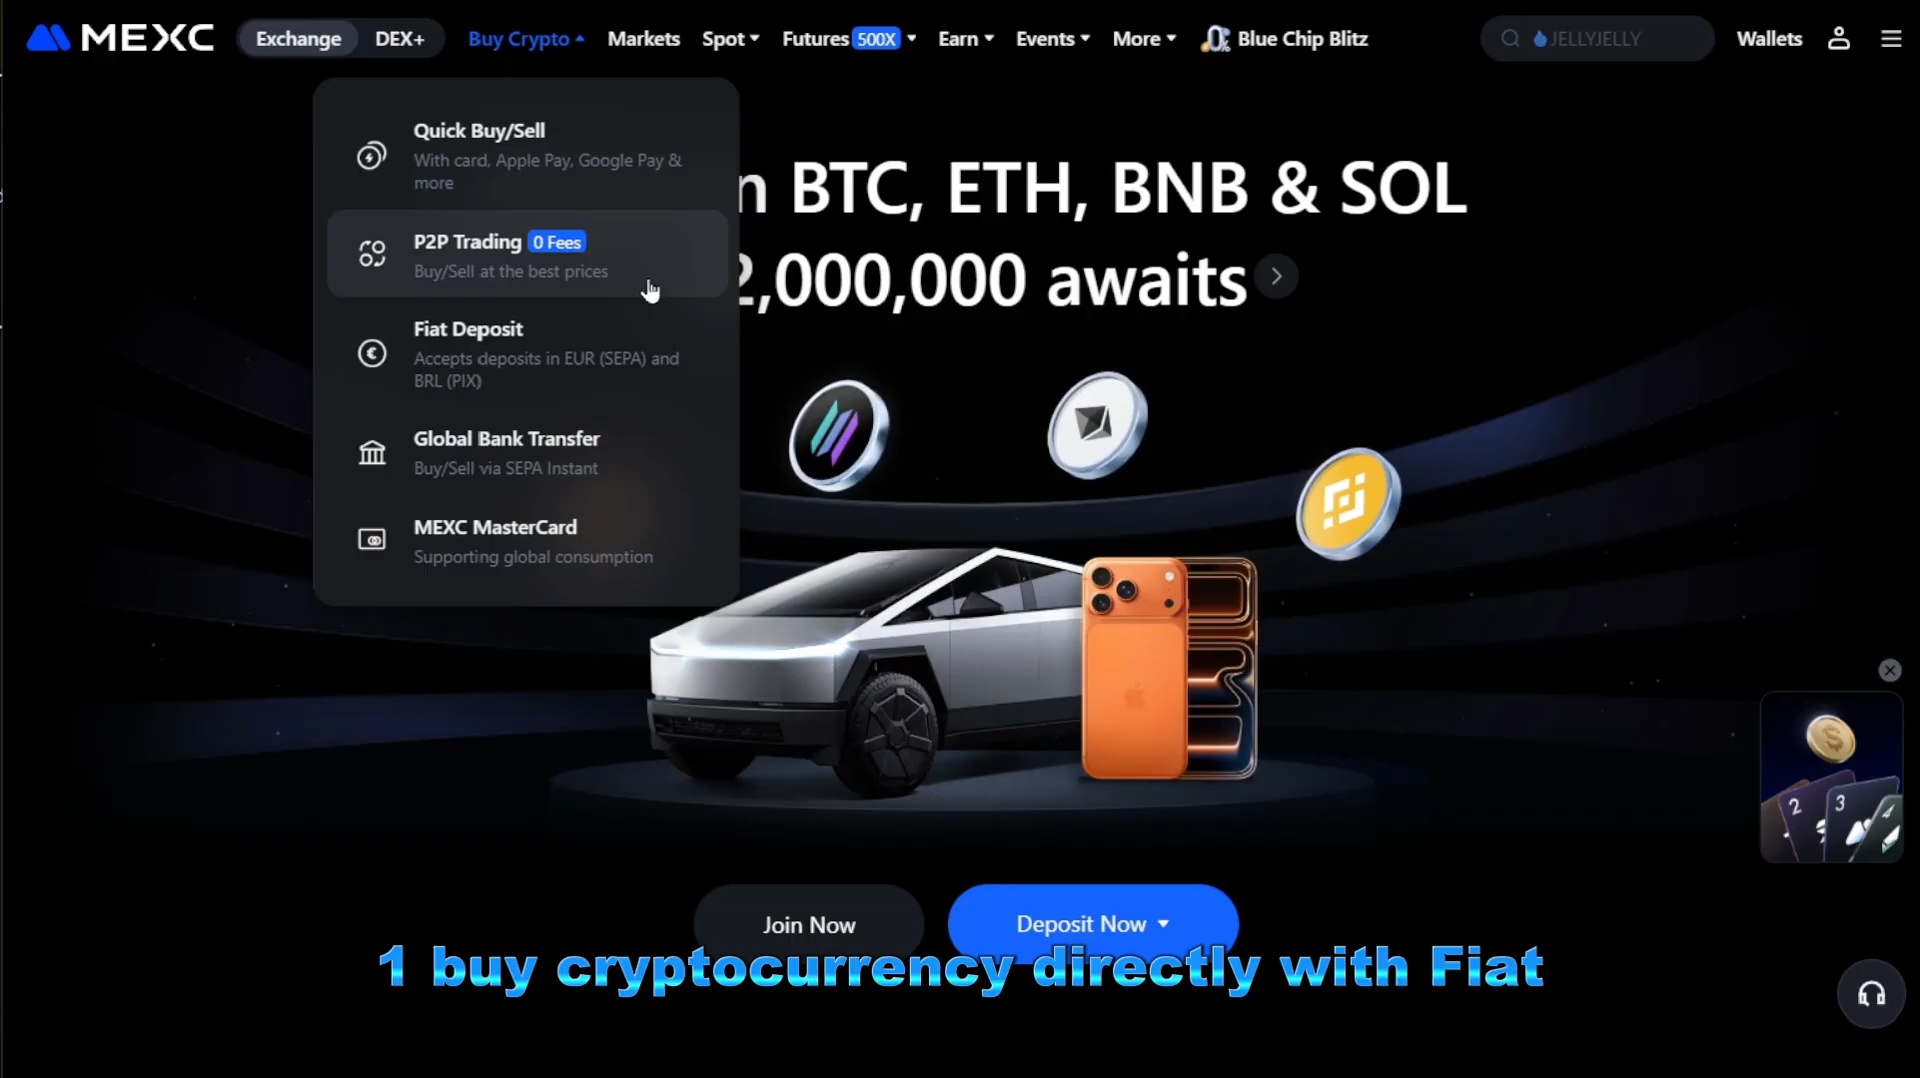 MEXC
Exchange DEX+ Buy Crypto Markets Spot Futures 500X Earn Events More Blue Chip Blitz
JELLYJELLY Wallets
Quick Buy/Sell
With card, Apple Pay, Google Pay &
more
P2P Trading 0 Fees
Buy/Sell at the best prices
Fiat Deposit
Accepts deposits in EUR (SEPA) and
BRL (PIX)
Global Bank Transfer
Buy/Sell via SEPA Instant
MEXC MasterCard
Supporting global consumption
n BTC, ETH, BNB & SOL
2,000,000 awaits
2 3 4
Join Now Deposit Now
1 buy cryptocurrency directly with Fiat